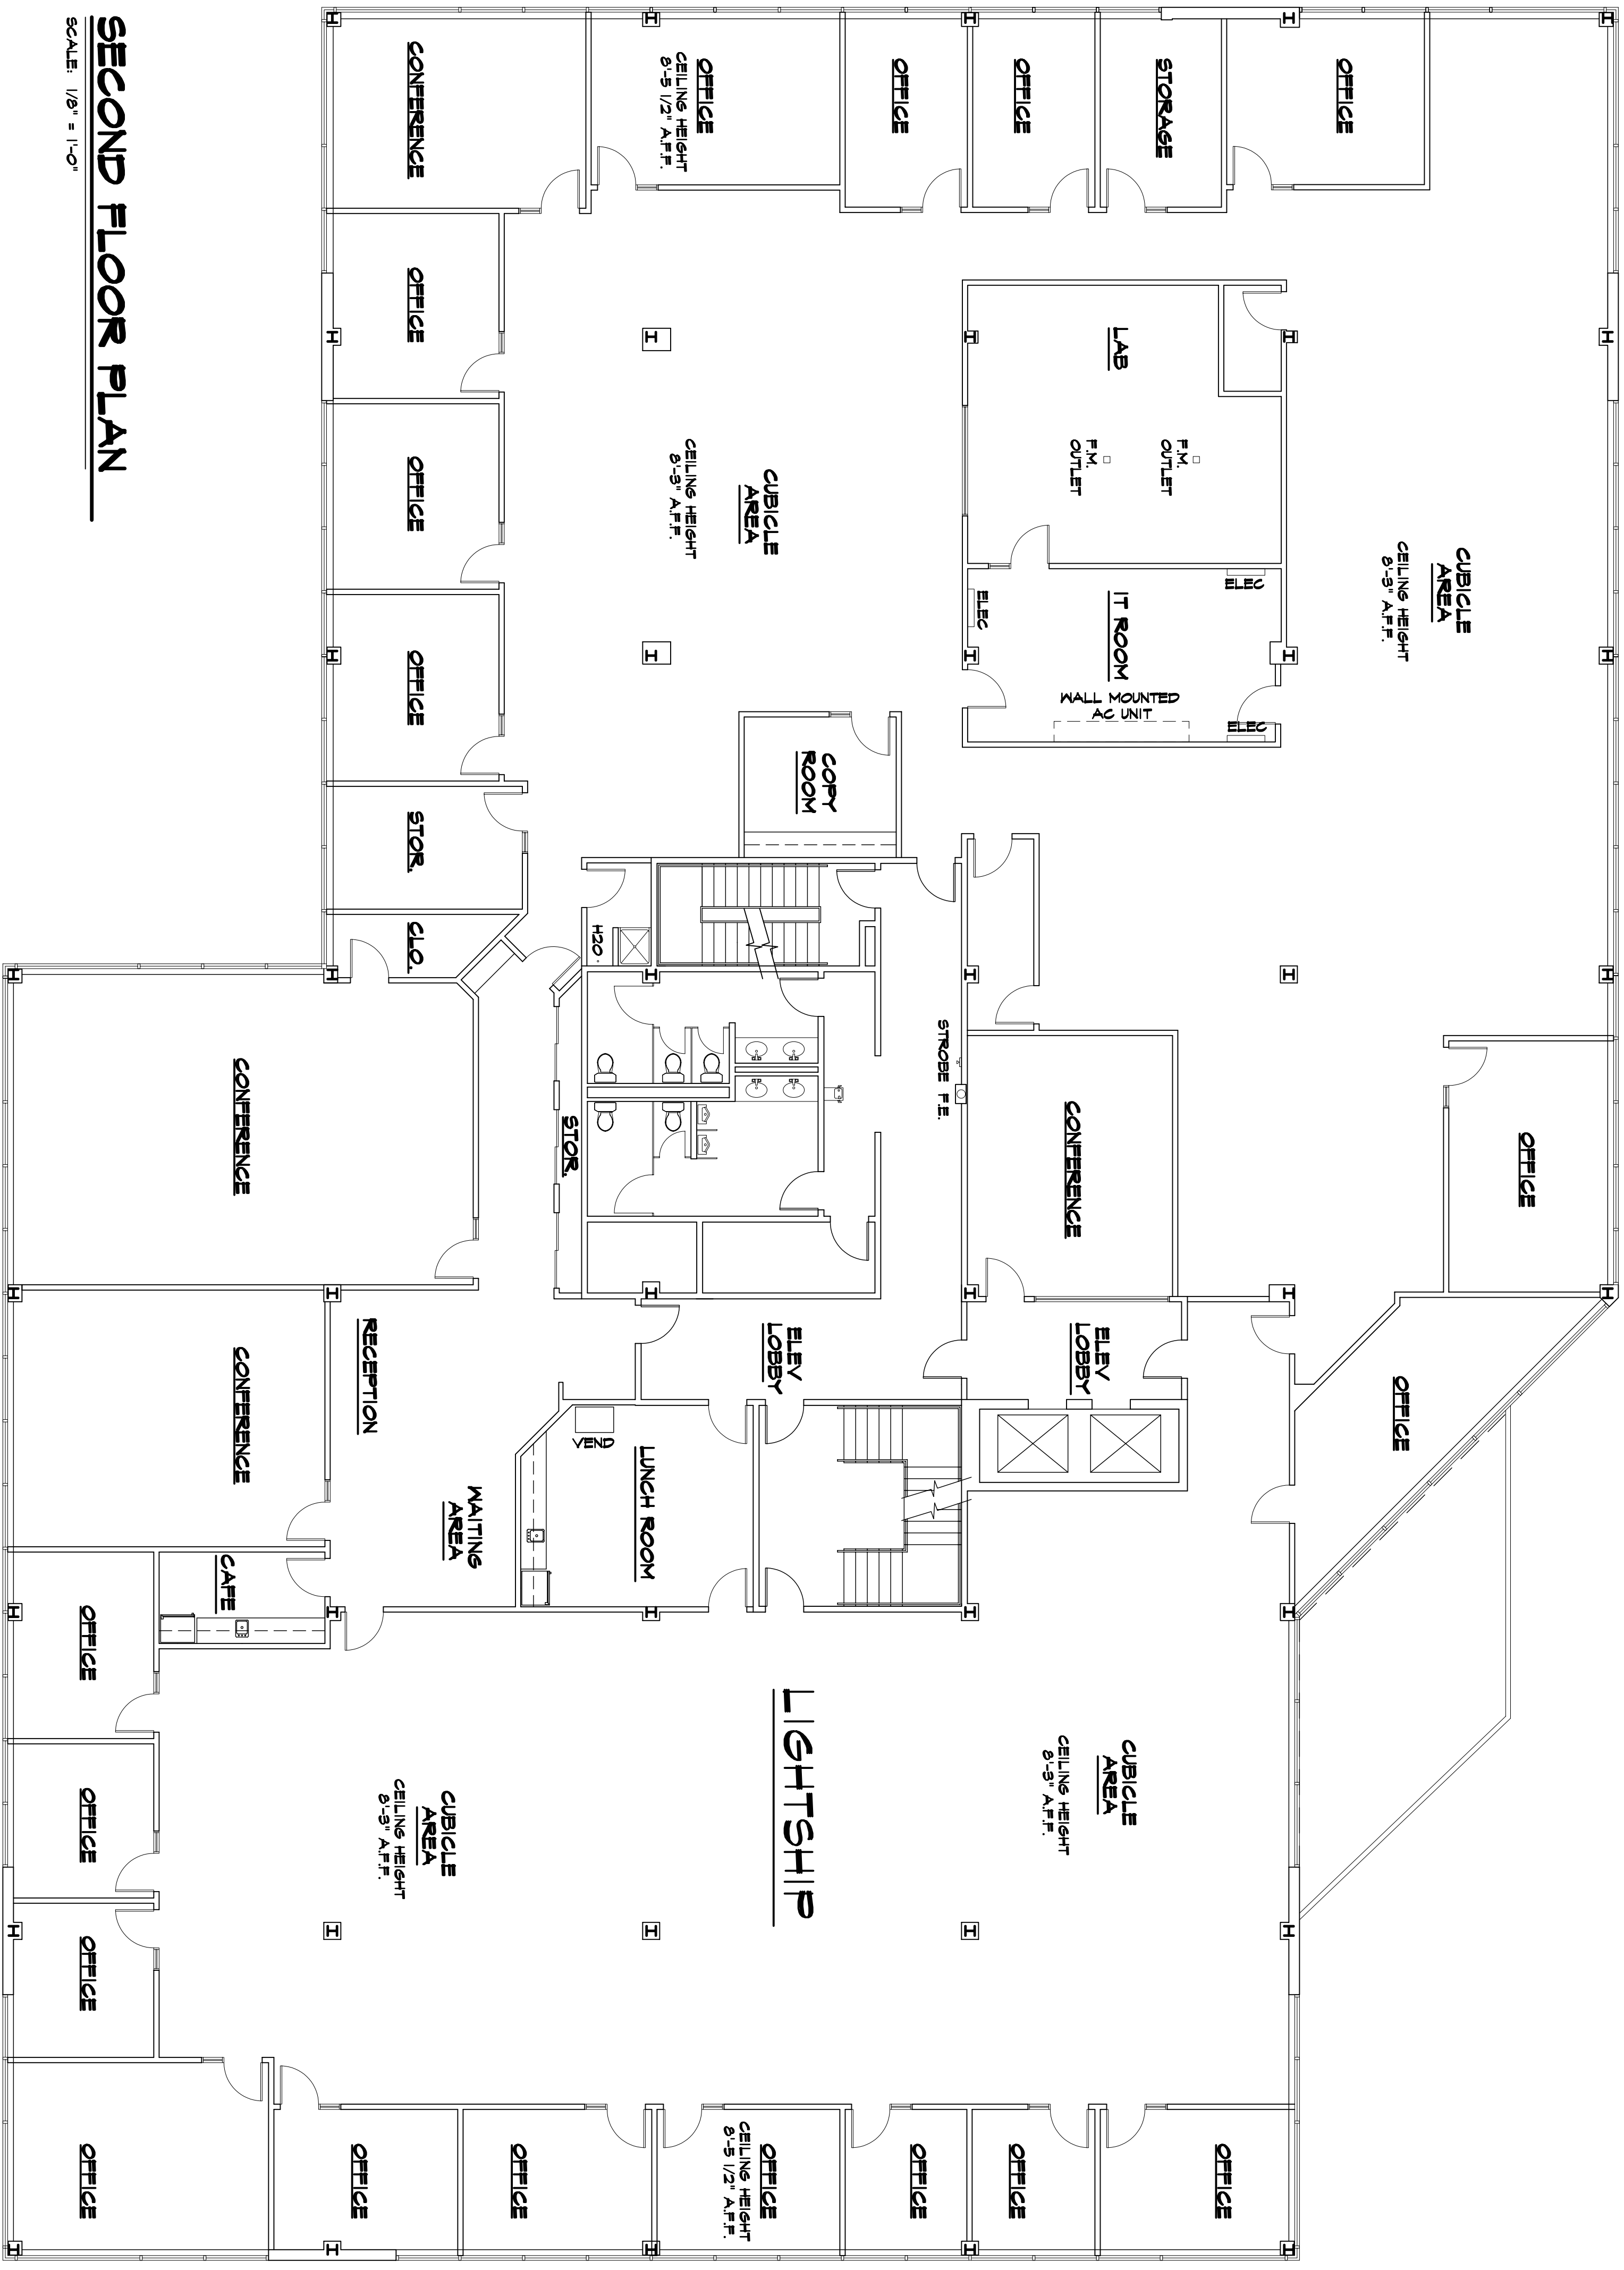 OFFICE
CUBICLE
AREA
CEILING HEIGHT
8'-3" A.F.F.
OFFICE
OFFICE
ELEC
ELEC
OFFICE
STORAGE
F.M.
OUTLET
LAB
IT ROOM
WALL MOUNTED
AC UNIT
CUBICLE
AREA
CEILING HEIGHT
8'-3" A.F.F.
ELEV
LOBBY
F.M.
OUTLET
CONFERENCE
OFFICE
OFFICE
ELEC
STROBE F.E.
OFFICE
OFFICE
COPY
ROOM
LIGHTSHIP
ELEV
LOBBY
CUBICLE
AREA
CEILING HEIGHT
8'-3" A.F.F.
OFFICE
CEILING HEIGHT
8'-5 1/2" A.F.F.
OFFICE
CEILING HEIGHT
8'-5 1/2" A.F.F.
LUNCH ROOM
H2O
VEND
STOR.
OFFICE
WAITING
AREA
CUBICLE
AREA
CEILING HEIGHT
8'-3" A.F.F.
CONFERENCE
OFFICE
OFFICE
OFFICE
STOR.
CLO.
RECEPTION
OFFICE
CONFERENCE
CONFERENCE
CAFE
OFFICE
OFFICE
OFFICE
OFFICE
SECOND FLOOR PLAN
SCALE: 1/8" = 1'-0"